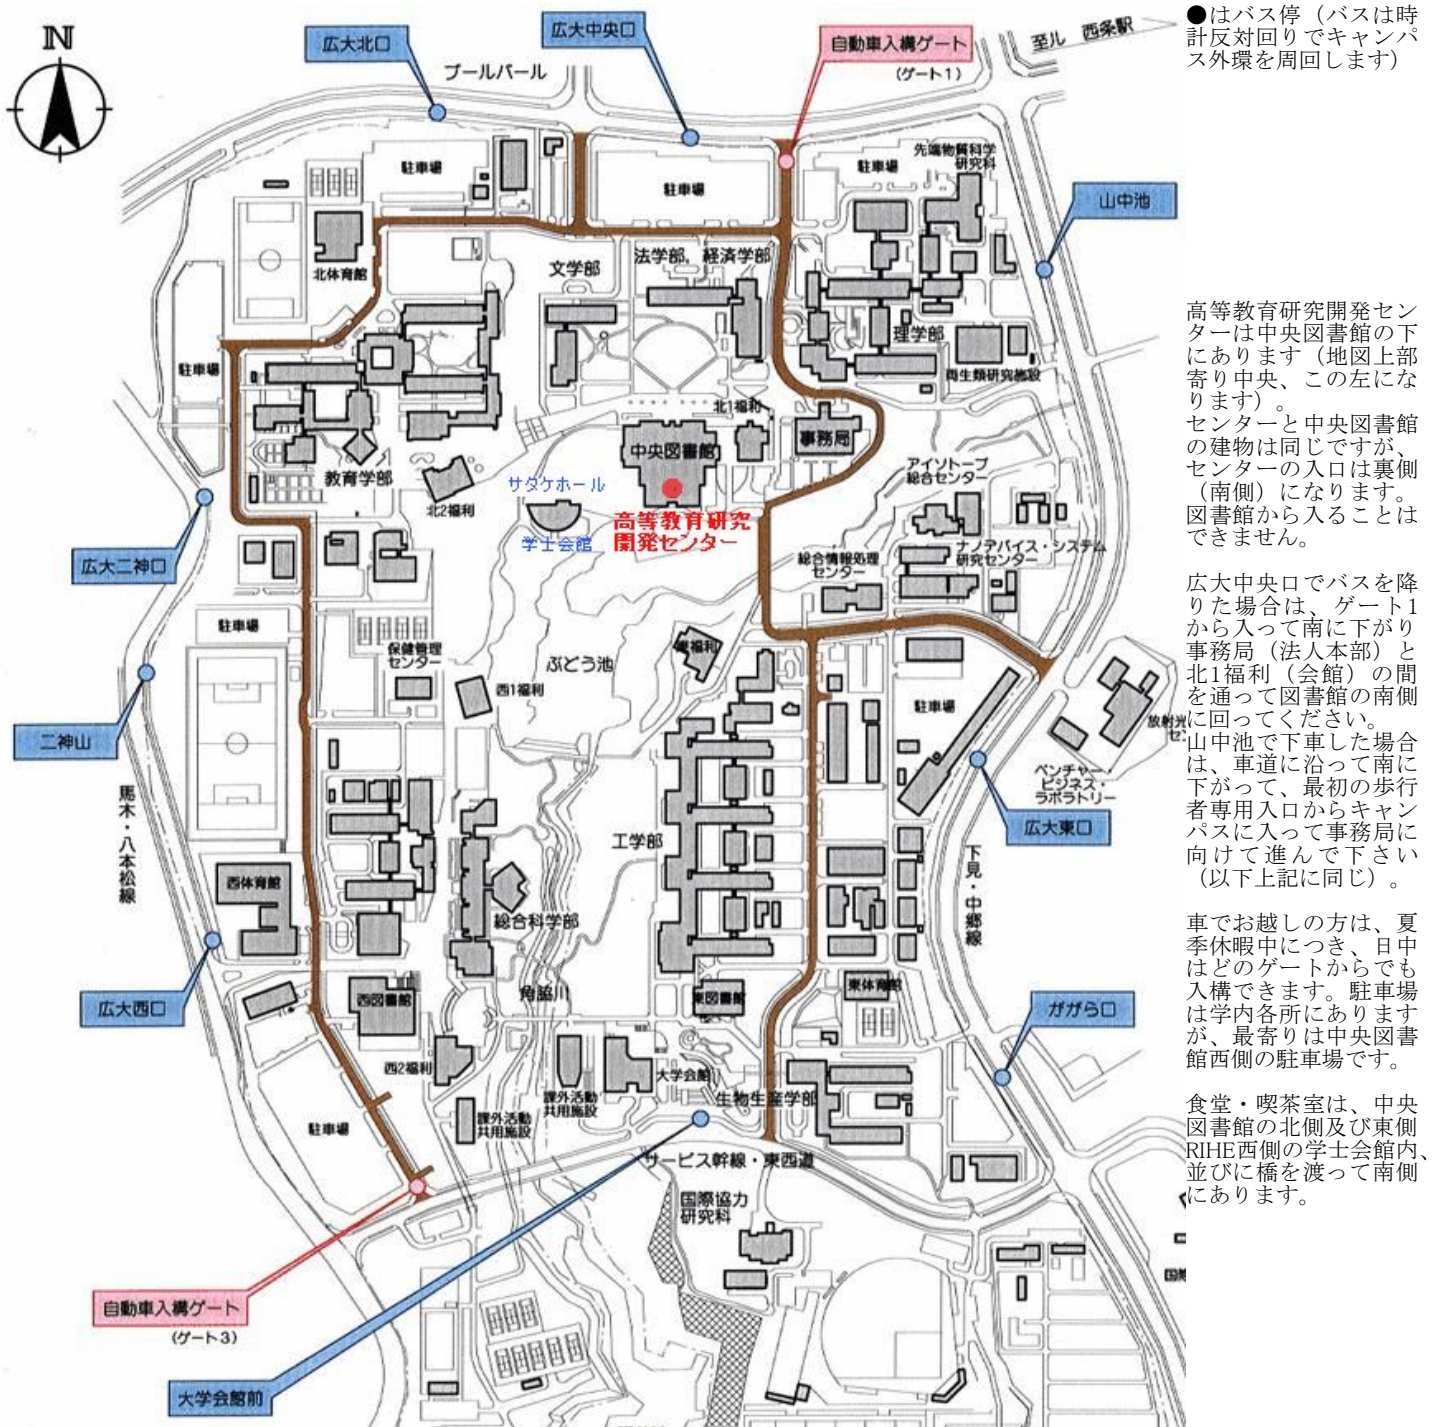 N
広大北口
広大中央口
自動車入構ゲート
(ゲート1)
至ル 西条駅
ブールバール
駐車場
駐車場
駐車場
先端物質科学
研究科
山中池
北体育館
文学部
法学部,経済学部
理学部
両生類研究施設
駐車場
北1福利
中央図書館
事務局
教育学部
北2福利
サタケホール
学士会館
高等教育研究
開発センター
アイソトープ
総合センター
総合情報処理
センター
ナノデバイス・システム
研究センター
広大二神口
駐車場
保健管理
センター
ぶどう池
西1福利
駐車場
放射光
セン
二神山
ベンチャー・
ビジネス・
ラボラトリー
広大東口
馬木・八本松線
下見・中郷線
工学部
西体育館
総合科学部
広大西口
西図書館
角脇川
東図書館
東体育館
ががら口
西2福利
大学会館
課外活動
共用施設
課外活動
共用施設
生物生産学部
駐車場
サービス幹線・東西道
国際協力
研究科
自動車入構ゲート
(ゲート3)
大学会館前
●はバス停(バスは時
計反対回りでキャンパ
ス外環を周回します)
高等教育研究開発セン
ターは中央図書館の下
にあります(地図上部
寄り中央、この左にな
ります)。
センターと中央図書館
の建物は同じですが、
センターの入口は裏側
(南側)になります。
図書館から入ることは
できません。
広大中央口でバスを降
りた場合は、ゲート1
から入って南に下がり
事務局(法人本部)と
北1福利(会館)の間
を通って図書館の南側
に回ってください。
山中池で下車した場合
は、車道に沿って南に
下がって、最初の歩行
者専用入口からキャン
パスに入って事務局に
向けて進んで下さい
(以下上記に同じ)。
車でお越しの方は、夏
季休暇中につき、日中
はどのゲートからでも
入構できます。駐車場
は学内各所にあります
が、最寄りは中央図書
館西側の駐車場です。
食堂・喫茶室は、中央
図書館の北側及び東側
RIHE西側の学士会館内、
並びに橋を渡って南側
にあります。